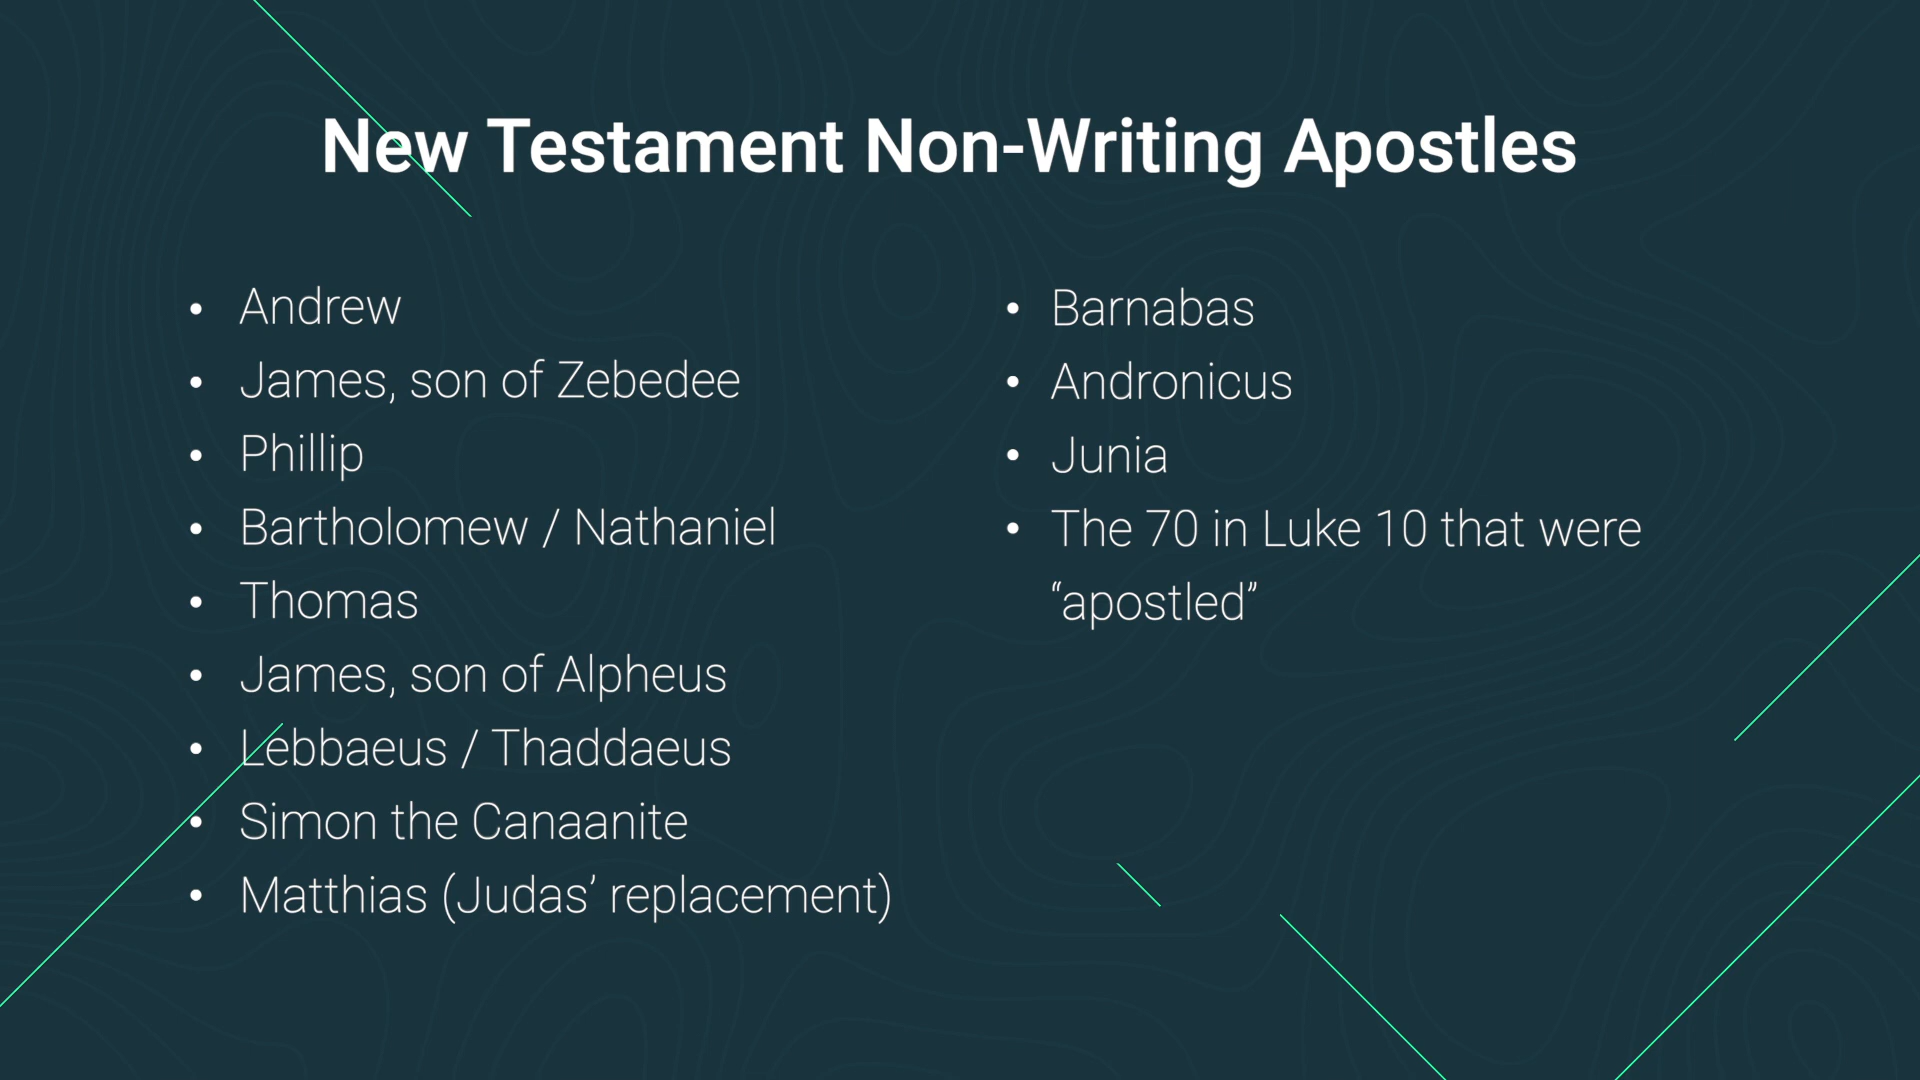 New Testament Non-Writing Apostles
• Andrew
• James, son of Zebedee
• Phillip
• Bartholomew / Nathaniel
• Thomas
• James, son of Alpheus
• Lebbaeus / Thaddaeus
• Simon the Canaanite
• Matthias (Judas’ replacement)
• Barnabas
• Andronicus
• Junia
• The 70 in Luke 10 that were
“apostled”